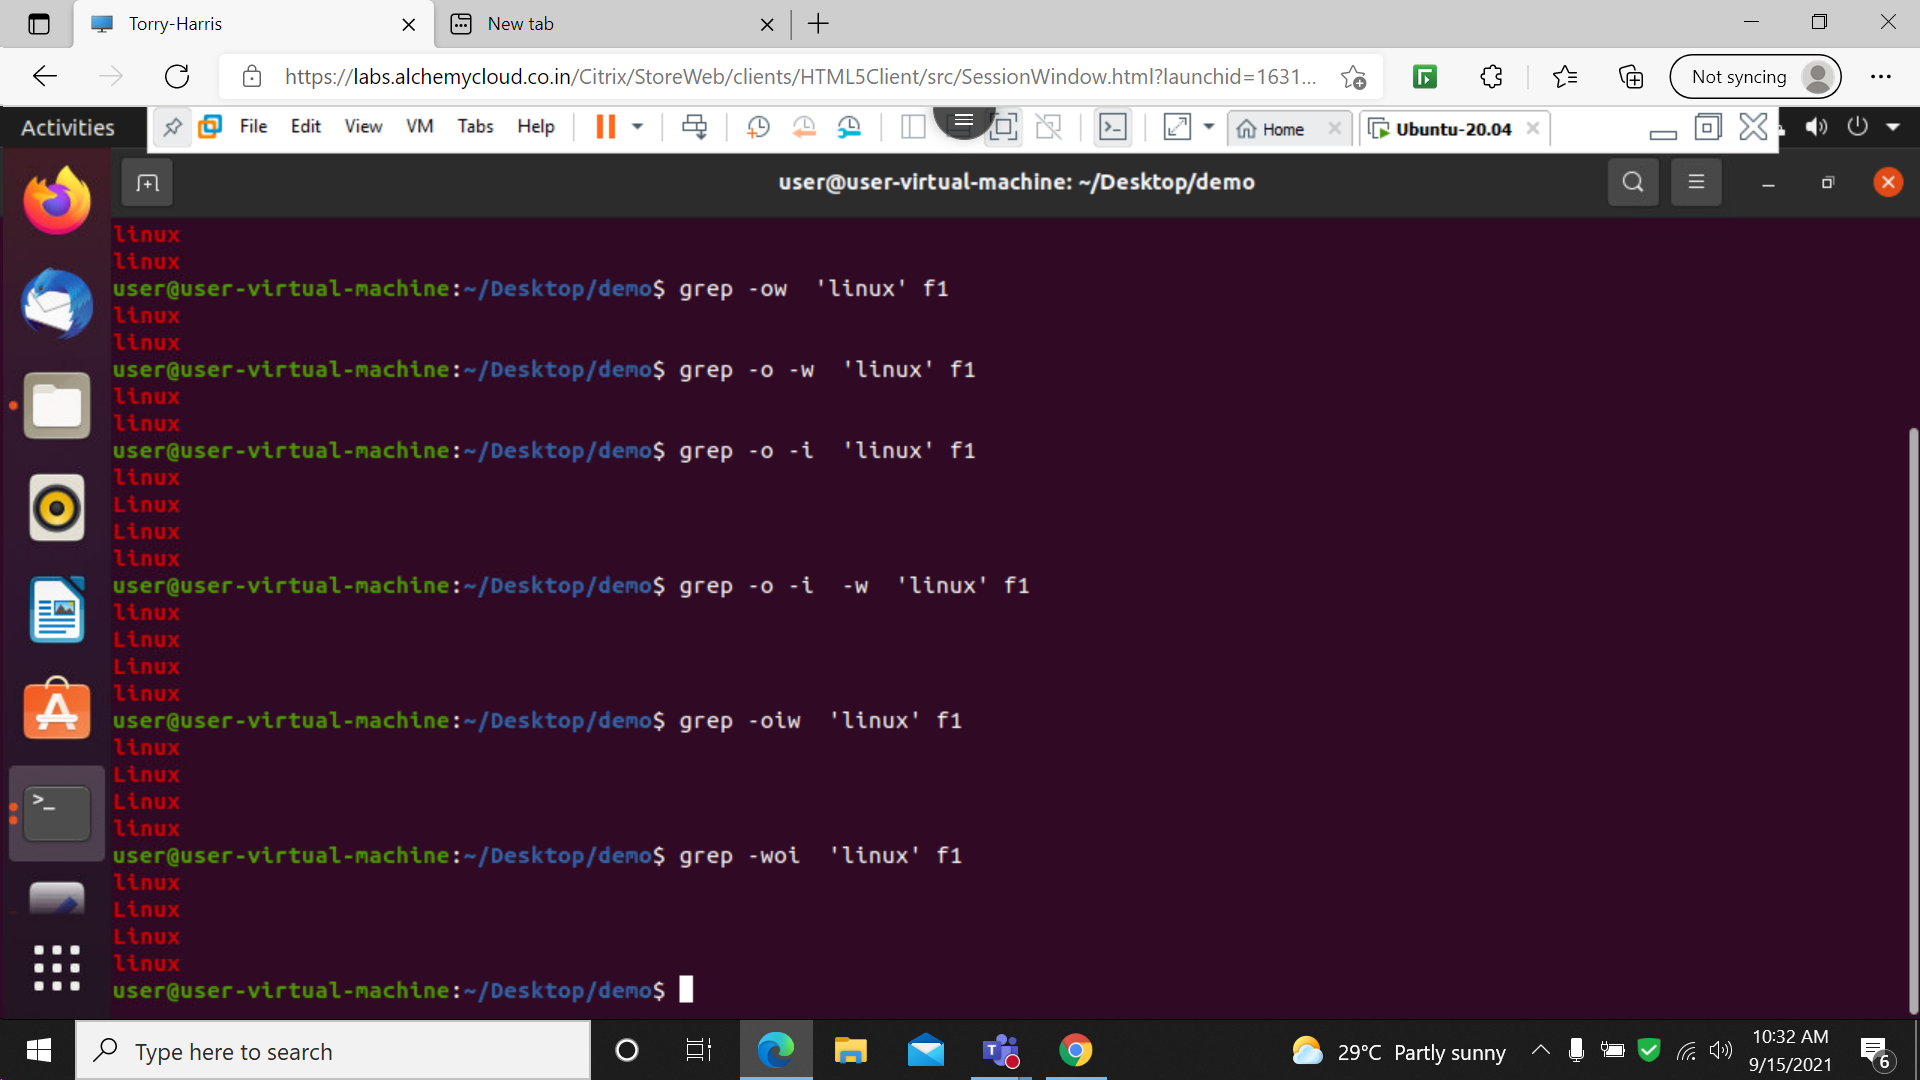 Torry-Harris
New tab
https://labs.alchemycloud.co.in/Citrix/StoreWeb/clients/HTML5Client/src/SessionWindow.html?launchid=1631...
Not syncing
Activities
File Edit View VM Tabs Help
Home
Ubuntu-20.04
user@user-virtual-machine: ~/Desktop/demo
linux
linux
user@user-virtual-machine:~/Desktop/demo$ grep -ow  'linux' f1
linux
linux
user@user-virtual-machine:~/Desktop/demo$ grep -o -w  'linux' f1
linux
linux
user@user-virtual-machine:~/Desktop/demo$ grep -o -i  'linux' f1
linux
Linux
Linux
linux
user@user-virtual-machine:~/Desktop/demo$ grep -o -i  -w  'linux' f1
linux
Linux
Linux
linux
user@user-virtual-machine:~/Desktop/demo$ grep -oiw  'linux' f1
linux
Linux
Linux
linux
user@user-virtual-machine:~/Desktop/demo$ grep -woi  'linux' f1
linux
Linux
Linux
linux
user@user-virtual-machine:~/Desktop/demo$
Type here to search
29°C Partly sunny
10:32 AM
9/15/2021
6